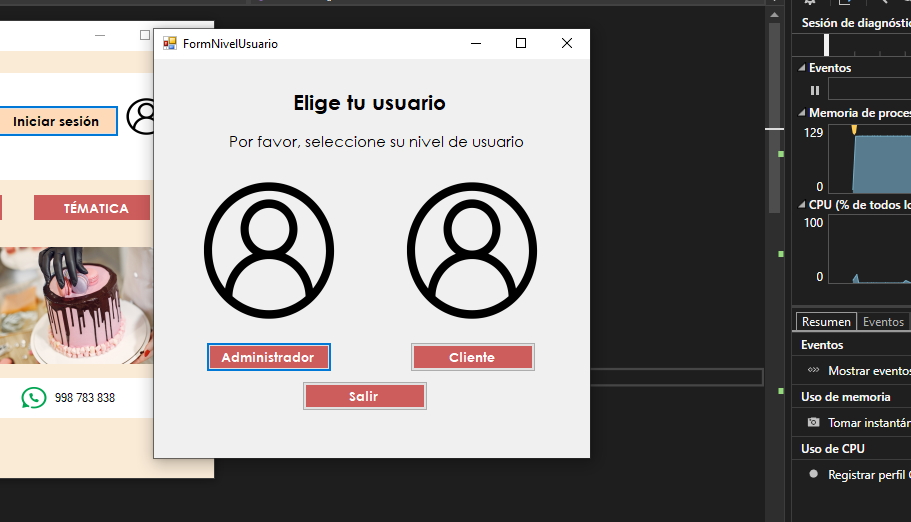 FormNivelUsuario
Elige tu usuario
Por favor, seleccione su nivel de usuario
Administrador
Cliente
Salir
Iniciar sesión
TÉMATICA
998 783 838
Sesión de diagnóstic
Eventos
Memoria de proces
129
0
CPU (% de todos lo
100
0
Resumen
Eventos
Eventos
Mostrar eventos
Uso de memoria
Tomar instantár
Uso de CPU
Registrar perfil